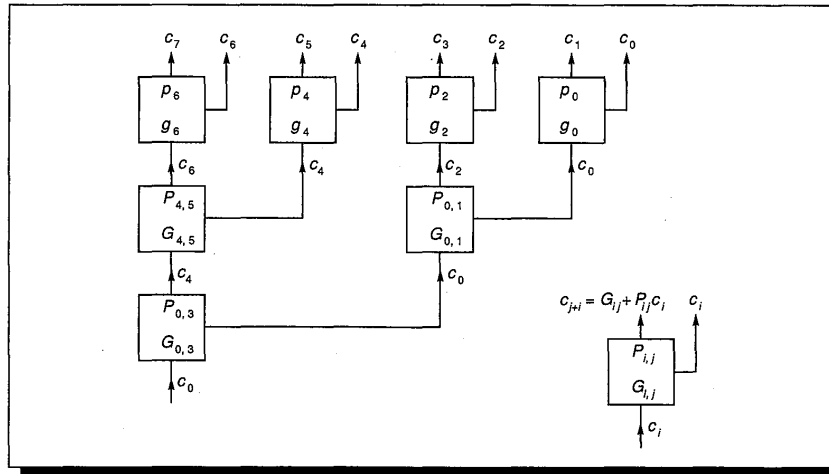 c7 c6 c5 c4 c3 c2 c1 c0
p6 p4 p2 p0
g6 g4 g2 g0
c6 c4 c2 c0
P4,5 P0,1
G4,5 G0,1
c4 c0
P0,3
G0,3
c0
cj+i = Gij + Pij ci ci
Pi,j
Gi,j
ci